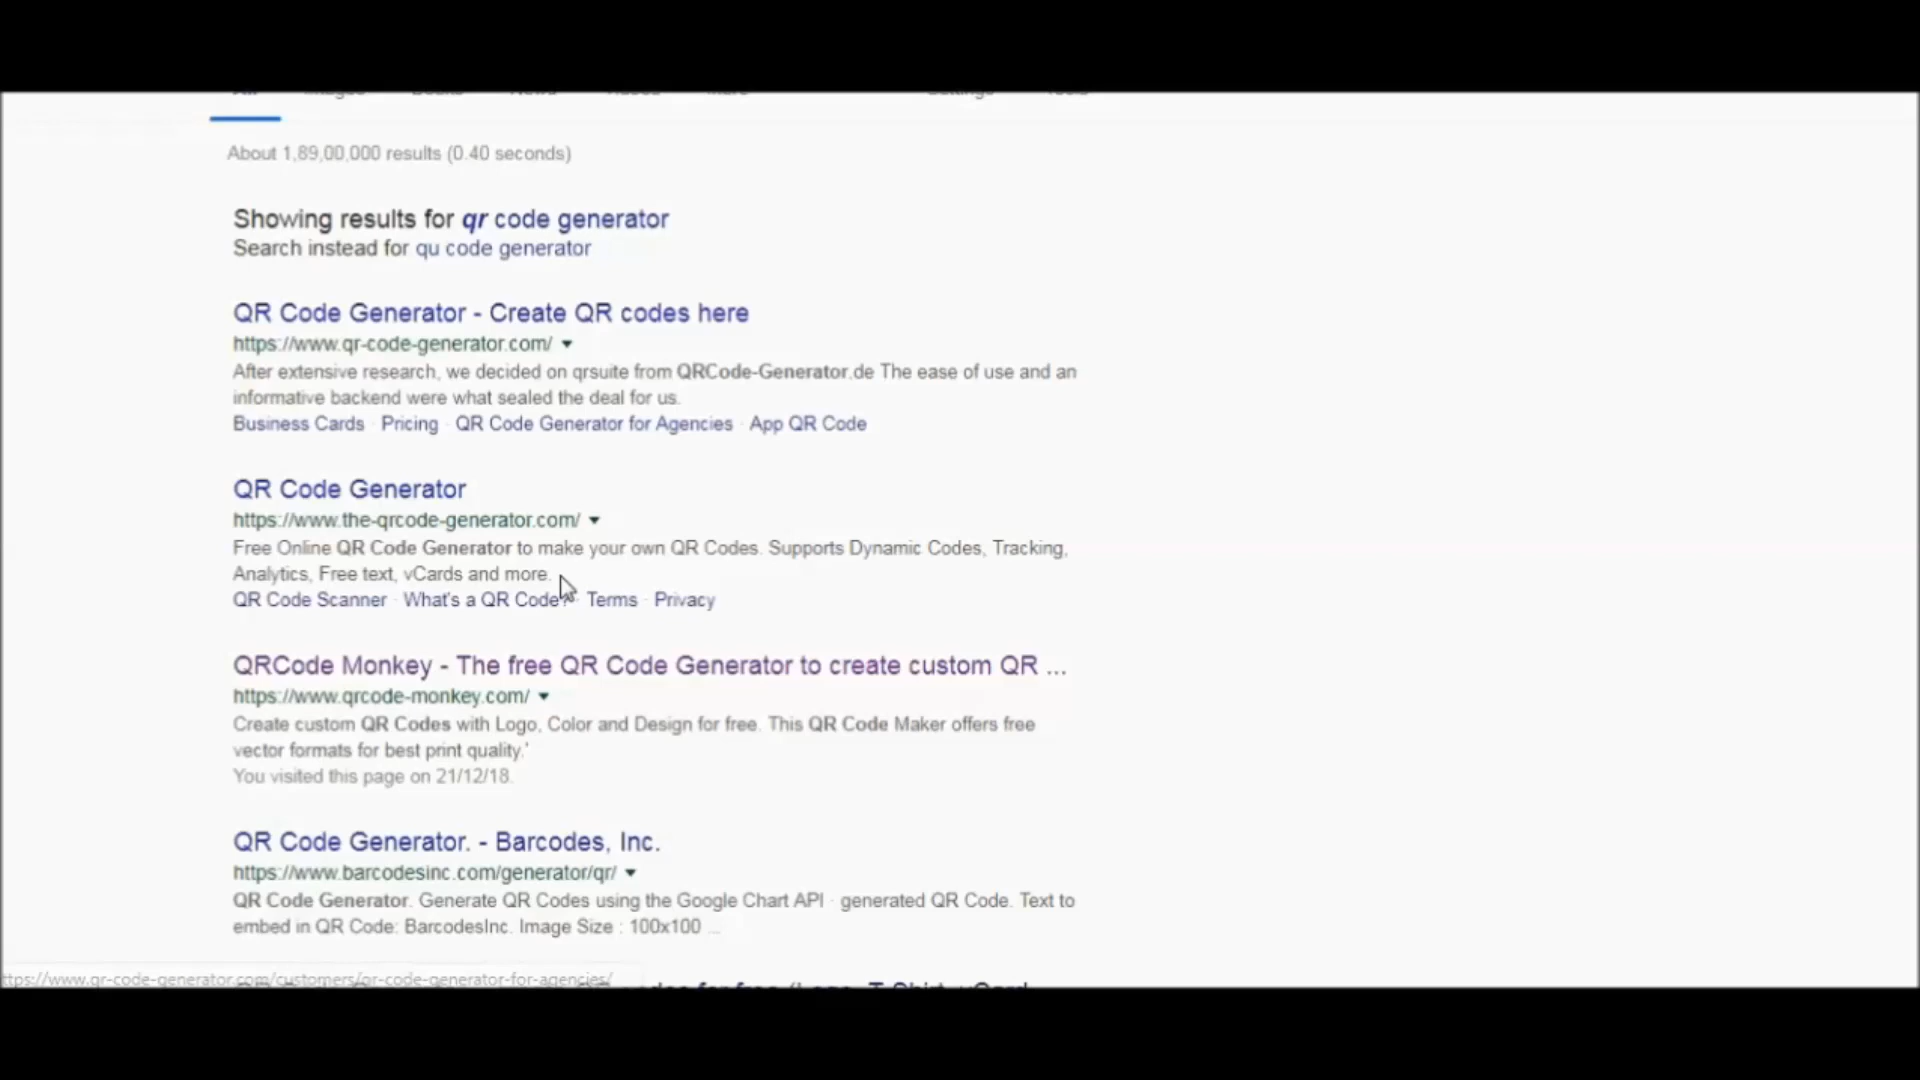 About 1,89,00,000 results (0.40 seconds)
Showing results for qr code generator
Search instead for qu code generator
QR Code Generator - Create QR codes here
https://www.qr-code-generator.com/
After extensive research, we decided on qrsuite from QRCode-Generator.de The ease of use and an
informative backend were what sealed the deal for us.
Business Cards · Pricing · QR Code Generator for Agencies · App QR Code
QR Code Generator
https://www.the-qrcode-generator.com/
Free Online QR Code Generator to make your own QR Codes. Supports Dynamic Codes, Tracking,
Analytics, Free text, vCards and more.
QR Code Scanner · What's a QR Code? · Terms · Privacy
QRCode Monkey - The free QR Code Generator to create custom QR ...
https://www.qrcode-monkey.com/
Create custom QR Codes with Logo, Color and Design for free. This QR Code Maker offers free
vector formats for best print quality.'
You visited this page on 21/12/18.
QR Code Generator. - Barcodes, Inc.
https://www.barcodesinc.com/generator/qr/
QR Code Generator. Generate QR Codes using the Google Chart API · generated QR Code. Text to
embed in QR Code: BarcodesInc. Image Size : 100x100 ...
ttps://www.qr-code-generator.com/customers/qr-code-generator-for-agencies/